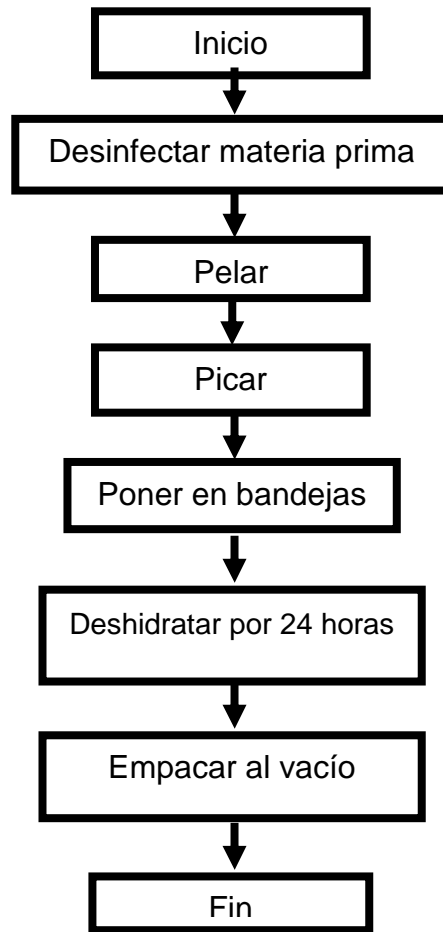 Inicio
Desinfectar materia prima
Pelar
Picar
Poner en bandejas
Deshidratar por 24 horas
Empacar al vacío
Fin